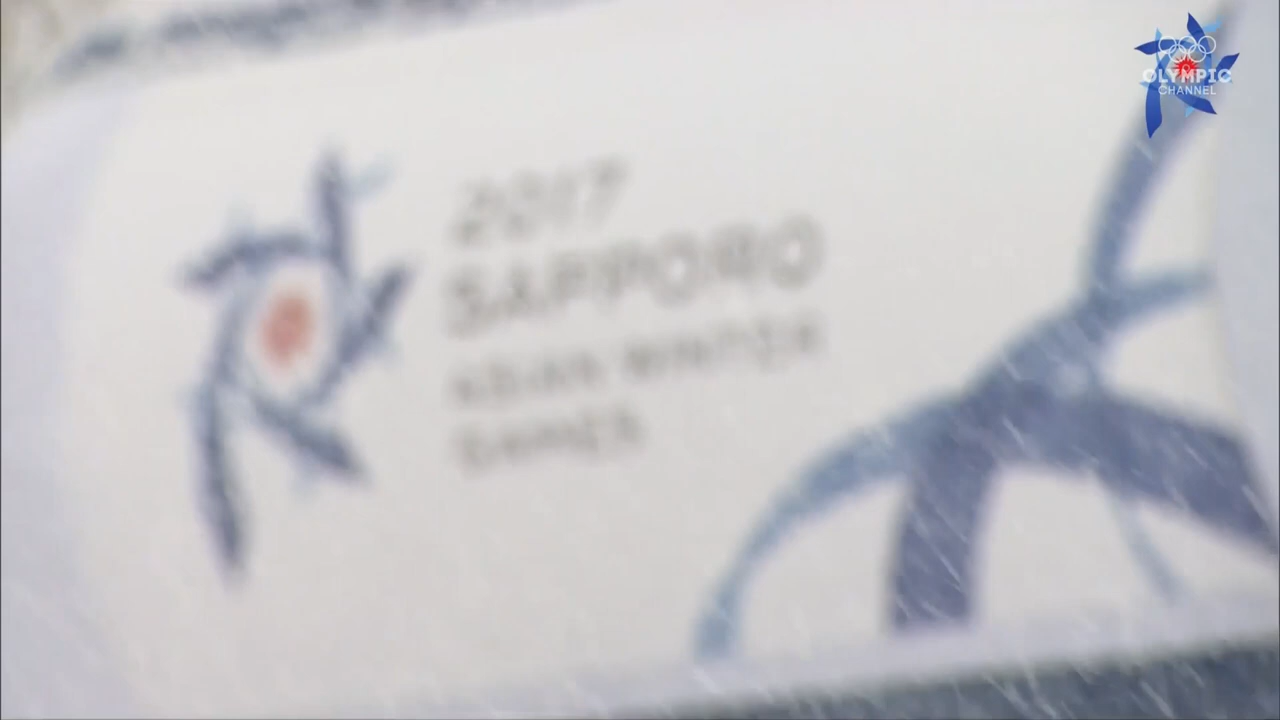 OLYMPIC
CHANNEL
2017
SAPPORO
ASIAN WINTER
GAMES